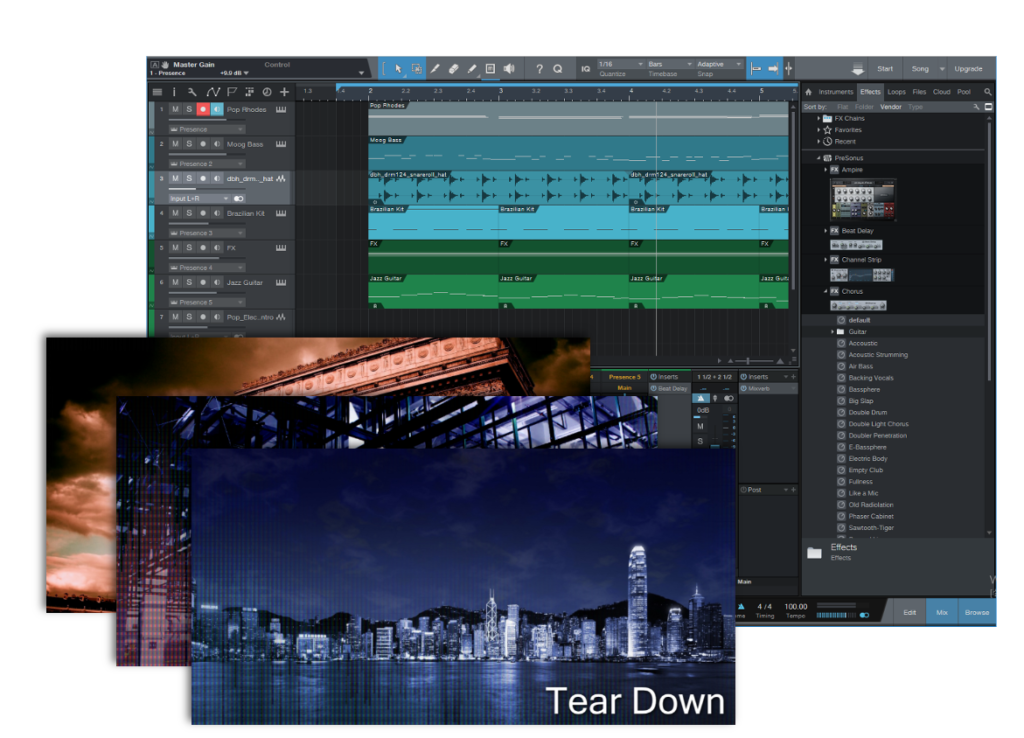 Master Gain Control
1 - Presence +9.0 dB
1/16 Bars Adaptive
IQ Quantize Timebase Snap
Start Song Upgrade
1.3 2 2.2 2.3 2.4 3 3.2 3.3 3.4 4 4.2 4.3 4.4 5
Instruments Effects Loops Files Cloud Pool
Sort by: Flat Folder Vendor Type
1 M S Pop Rhodes
Presence
Pop Rhodes
2 M S Moog Bass
Presence 2
Moog Bass
3 M S dbh_drm.._hat
Input L+R
dbh_drm124_snareroll_hat dbh_drm124_snareroll_hat
4 M S Brazilian Kit
Presence 3
Brazilian Kit Brazilian Kit Brazilian Kit Brazilian
5 M S FX
Presence 4
FX FX FX FX
6 M S Jazz Guitar
Presence 5
Jazz Guitar Jazz Guitar Jazz Guitar Jazz Guit
7 M S Pop_Elec..ntro
FX Chains
Favorites
Recent
PreSonus
FX Ampire
FX Beat Delay
FX Channel Strip
FX Chorus
default
Guitar
Accoustic
Acoustic Strumming
Air Bass
Backing Vocals
Bassphere
Big Slap
Double Drum
Double Light Chorus
Doubler Penetration
E-Bassphere
Electric Body
Empty Club
Fullness
Like a Mic
Old Radiolation
Phaser Cabinet
Sawtooth-Tiger
Effects
Effects
Presence 5 Inserts 1 1/2 + 2 1/2 Inserts
Main Beat Delay Mixverb
0dB
M
S
Post
Main
4 / 4 100.00
Timing Tempo
Edit Mix Browse
Tear Down